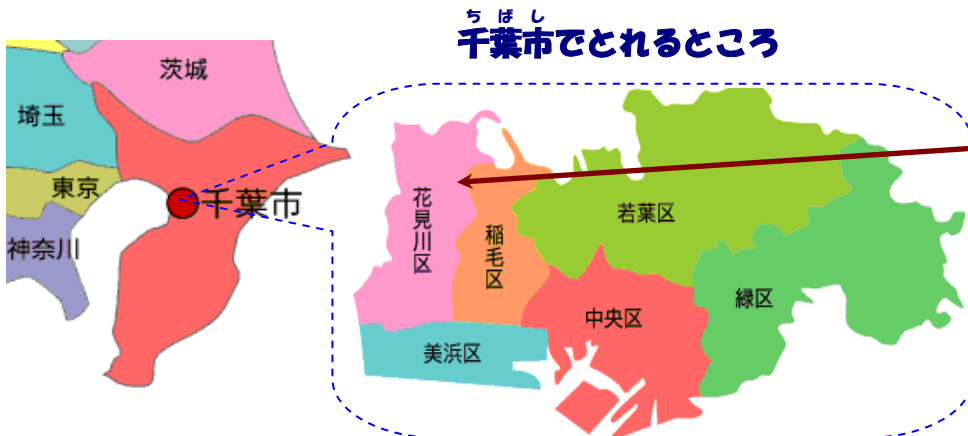 ちばし
千葉市でとれるところ
茨城
埼玉
東京
千葉市
神奈川
花見川区
稲毛区
若葉区
中央区
緑区
美浜区